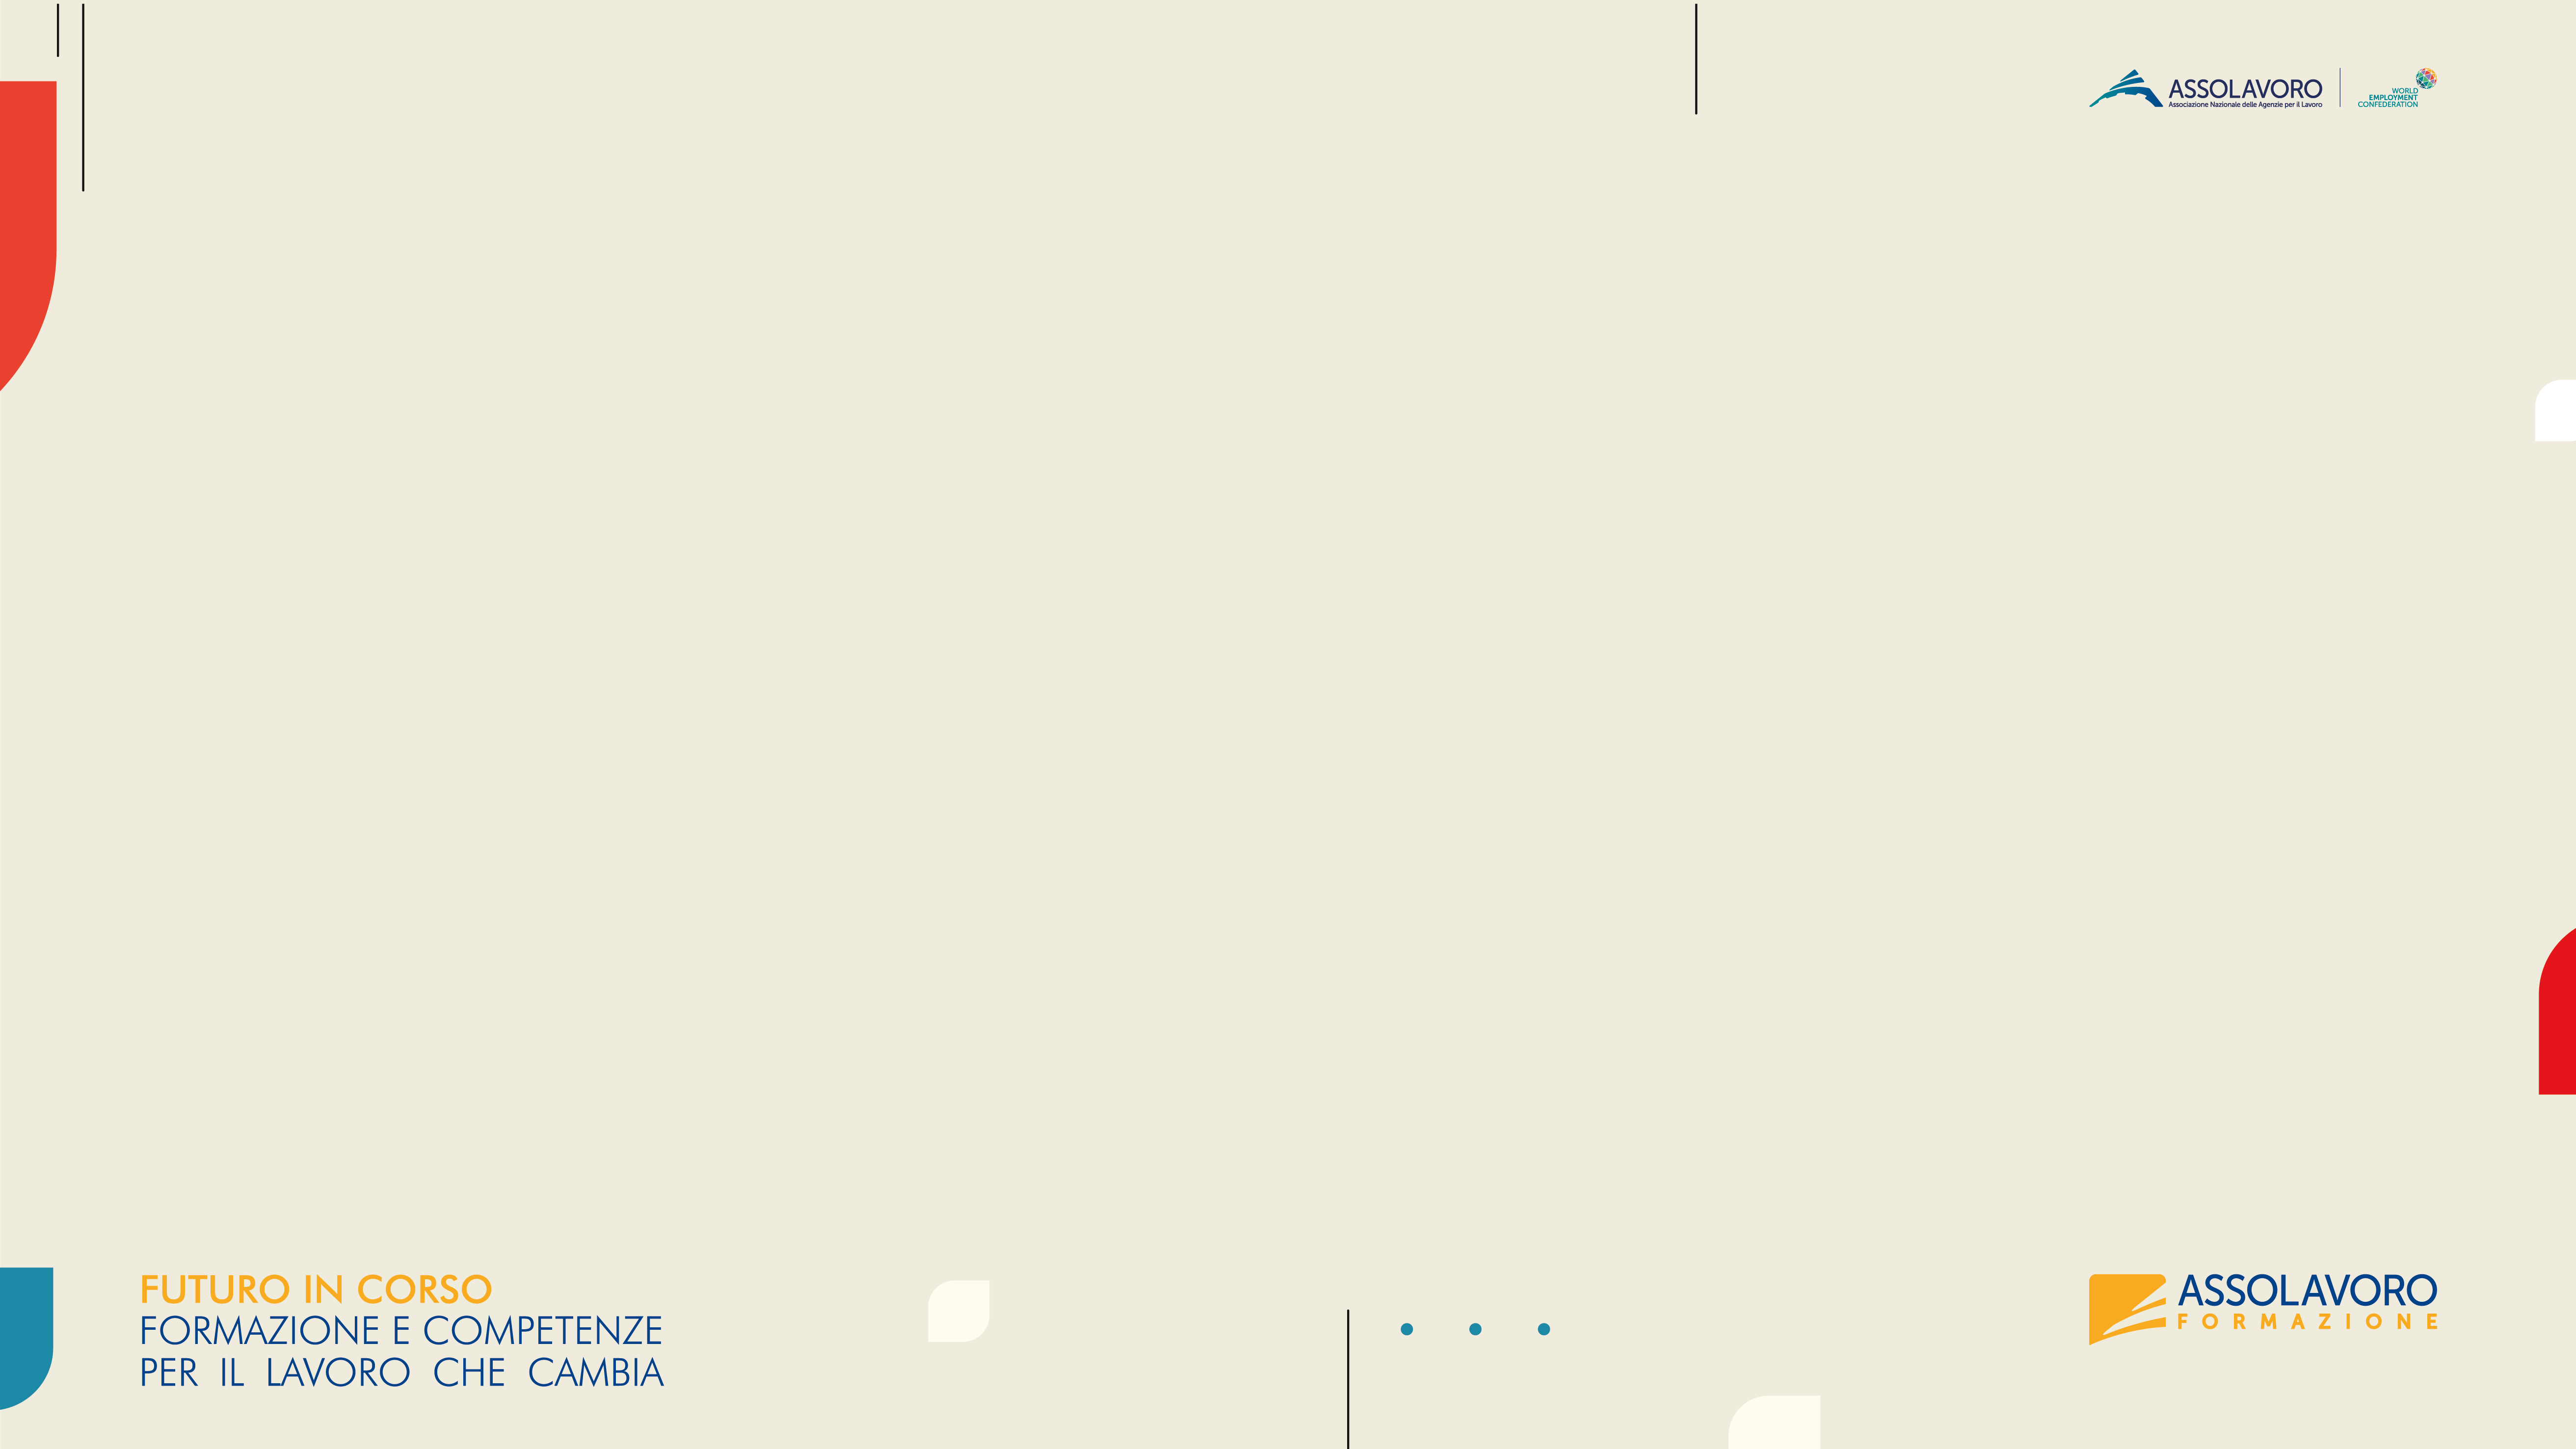 ASSOLAVORO
Associazione Nazionale delle Agenzie per il Lavoro
WORLD
EMPLOYMENT
CONFEDERATION
FUTURO IN CORSO
FORMAZIONE E COMPETENZE
PER IL LAVORO CHE CAMBIA
ASSOLAVORO
FORMAZIONE